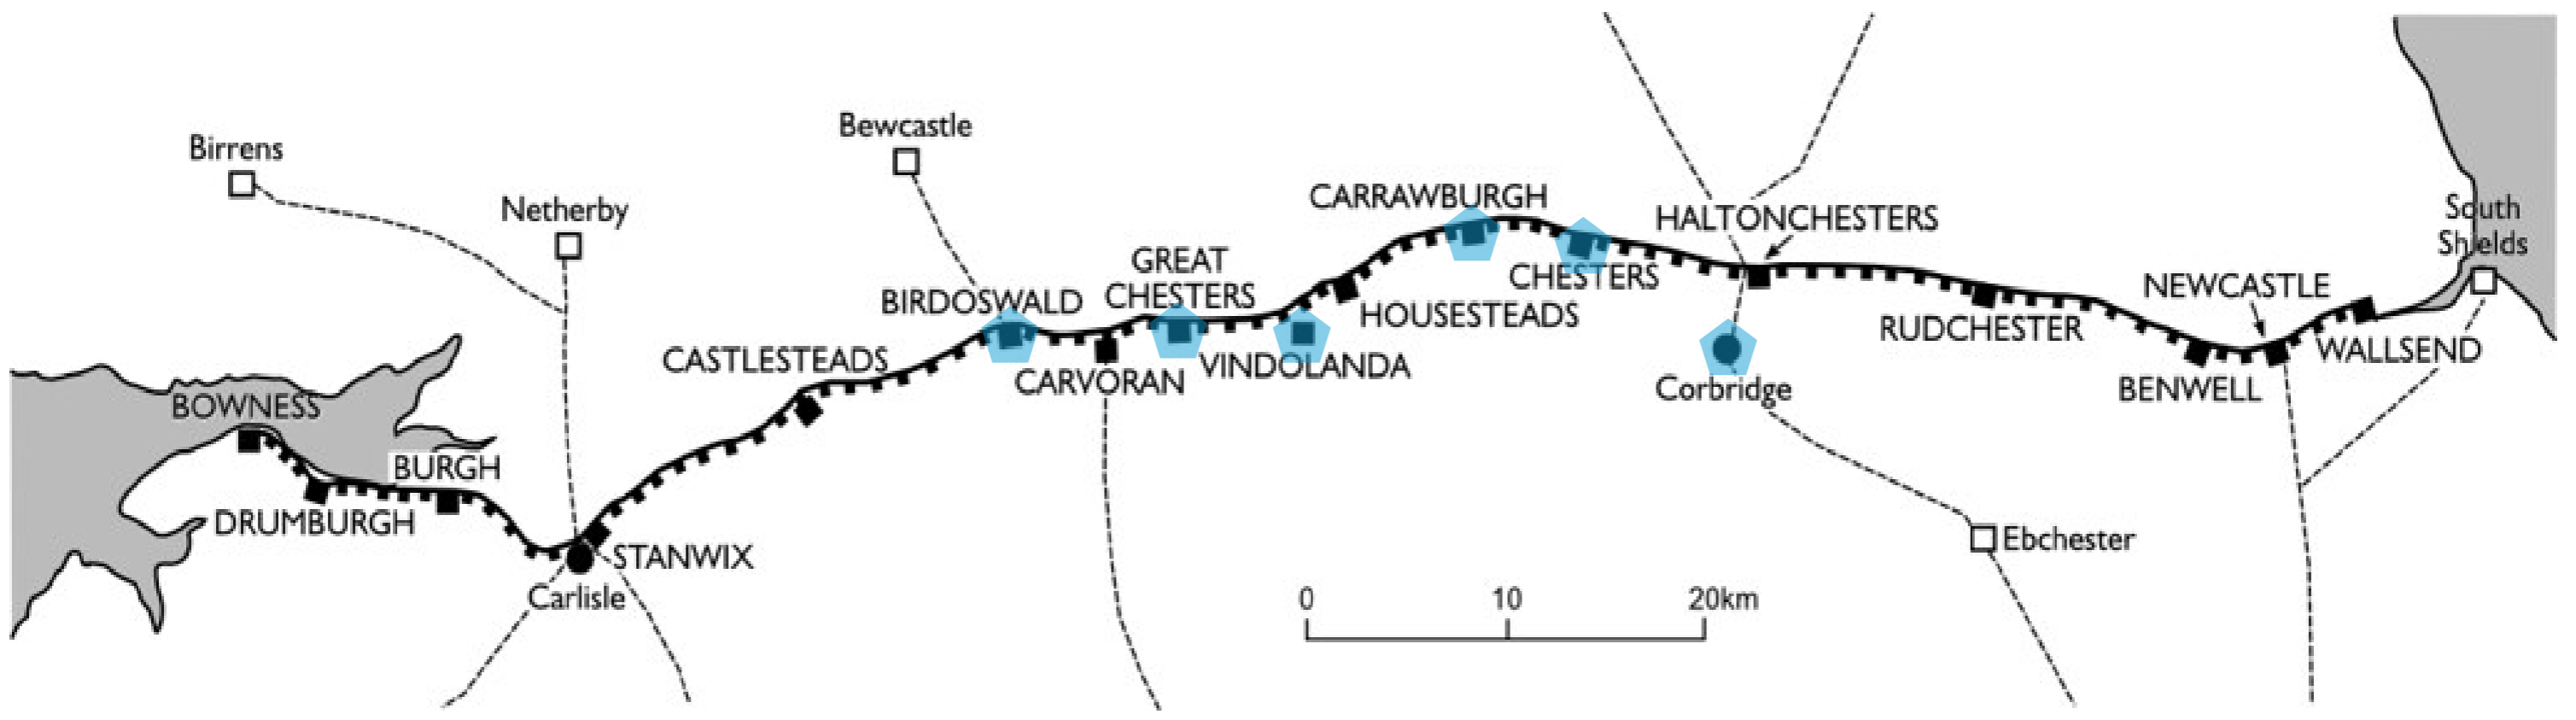 Birrens
Netherby
Bewcastle
BIRDOSWALD
GREAT
CHESTERS
CARRAWBURGH
HALTONCHESTERS
South
Shields
NEWCASTLE
CHESTERS
HOUSESTEADS
RUDCHESTER
WALLSEND
CASTLESTEADS
CARVORAN
VINDOLANDA
Corbridge
BENWELL
BOWNESS
BURGH
DRUMBURGH
STANWIX
Carlisle
Ebchester
0 10 20km